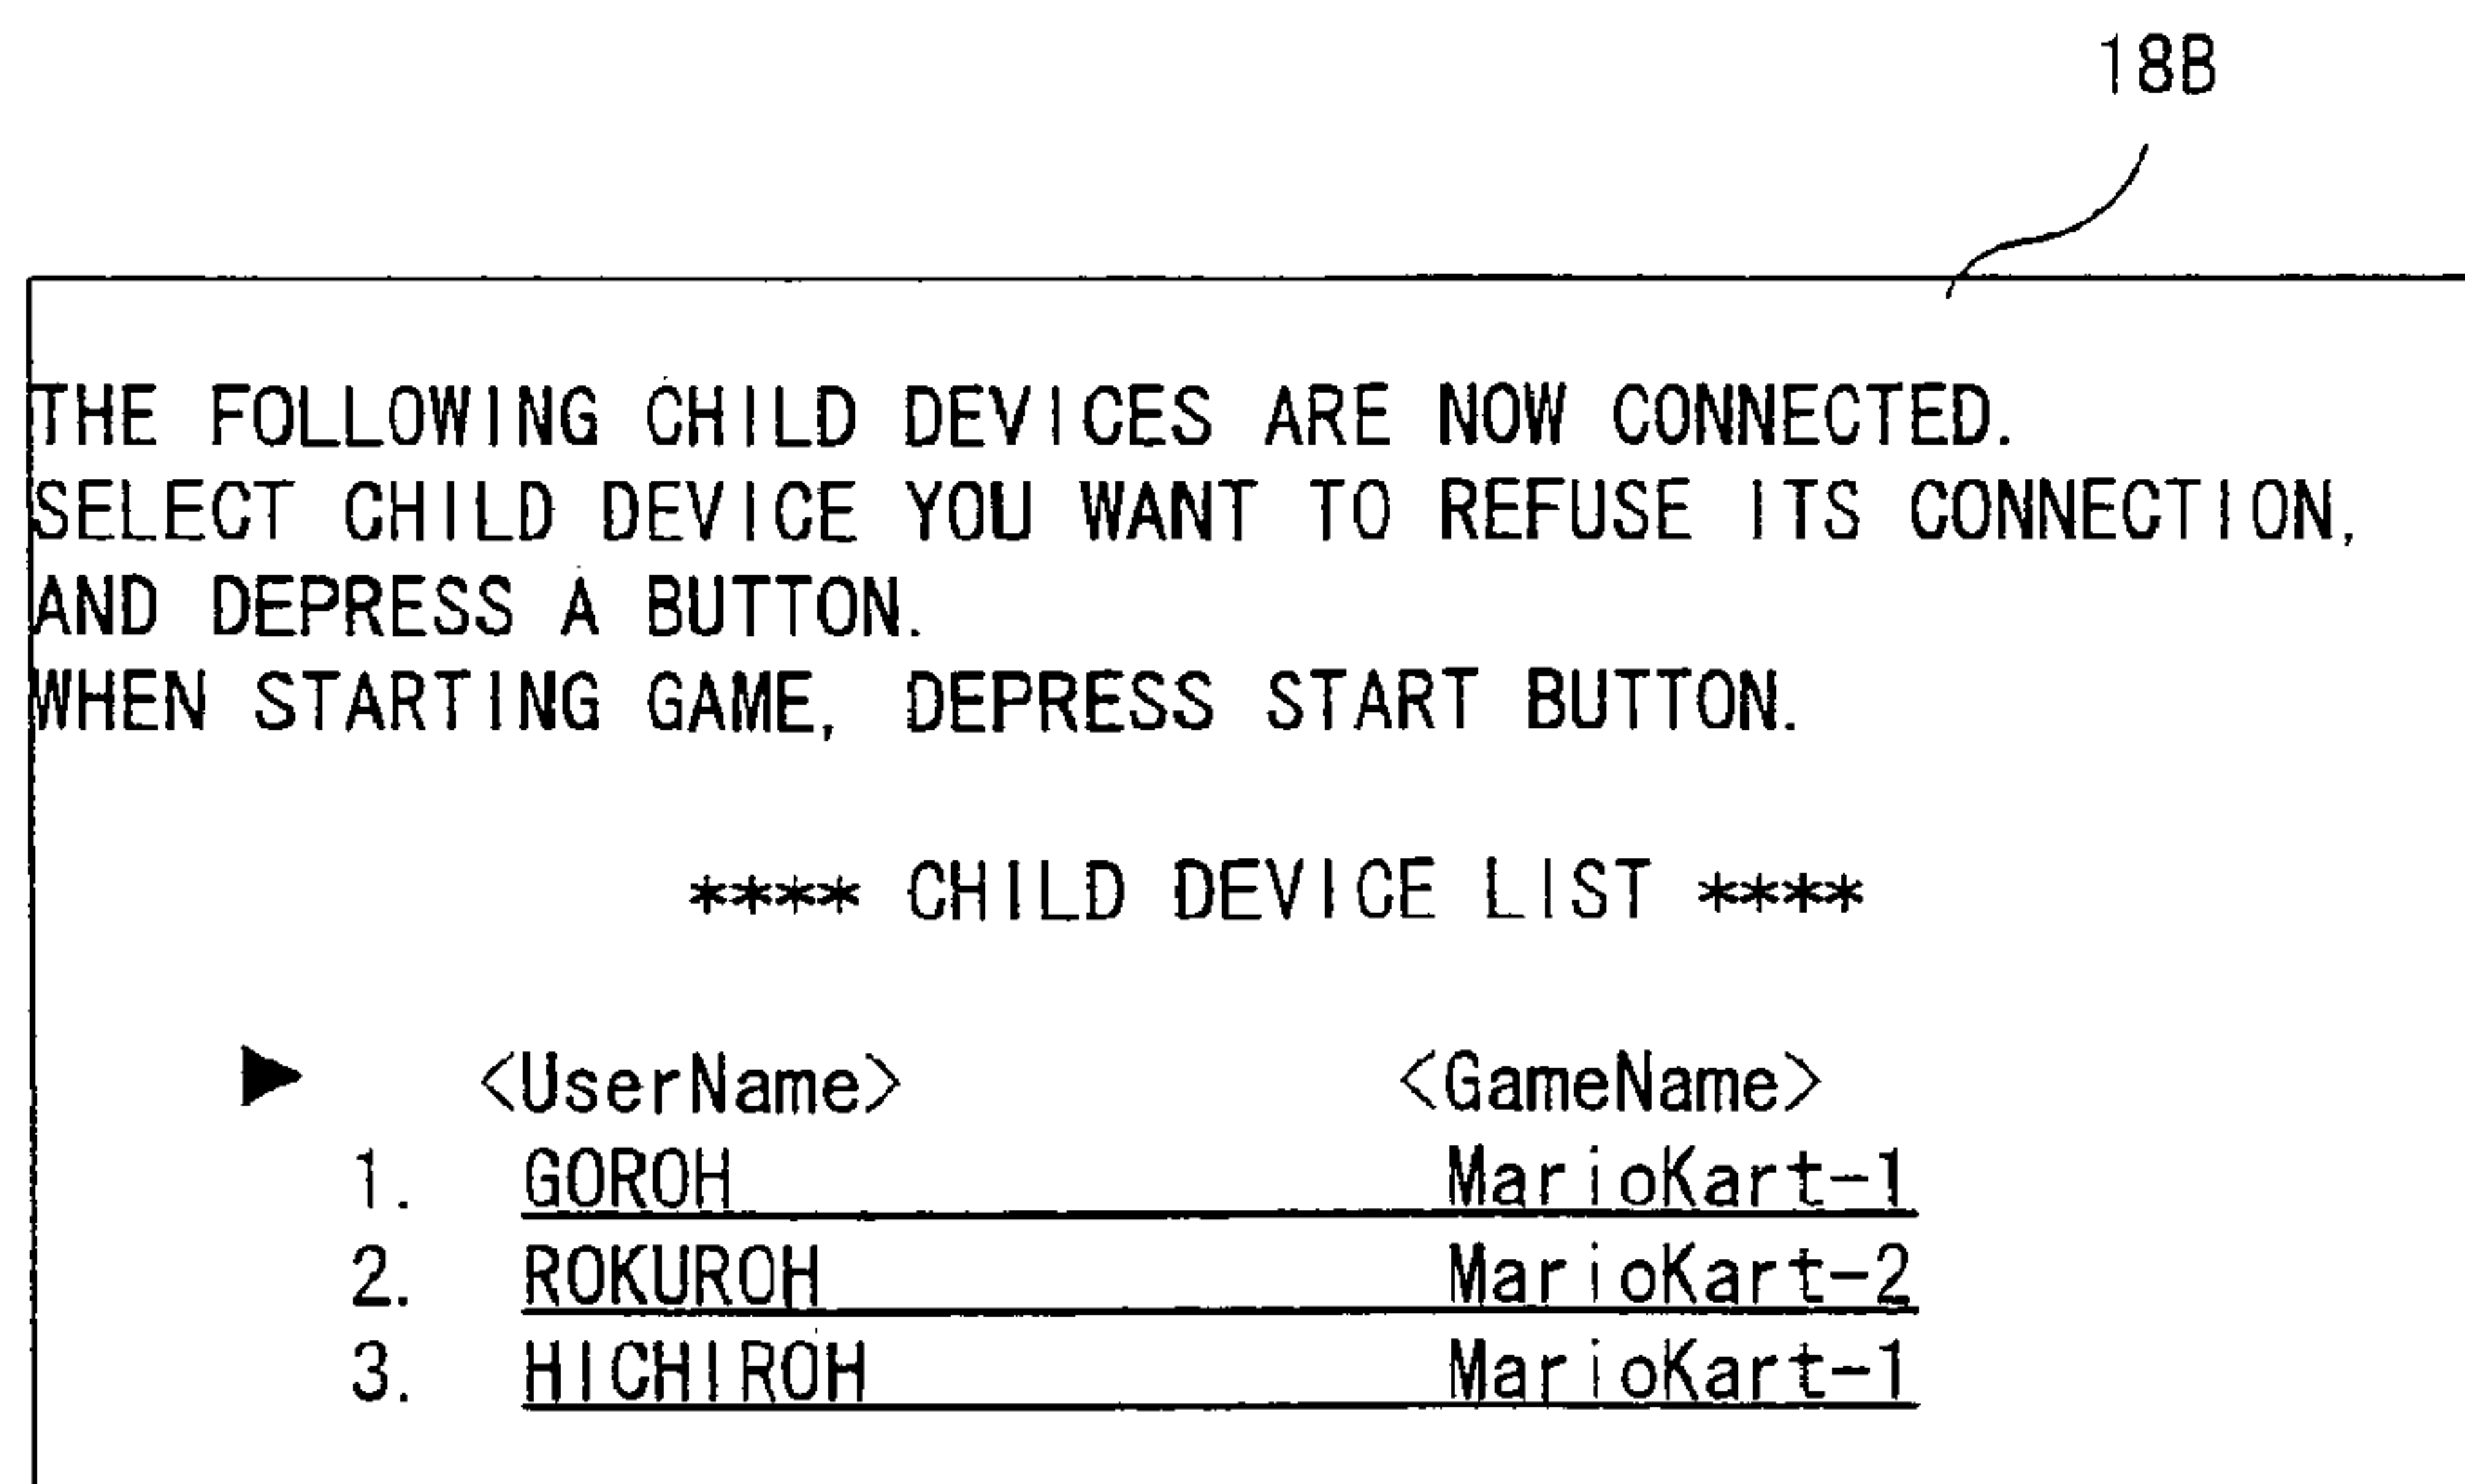 18B
THE FOLLOWING CHILD DEVICES ARE NOW CONNECTED.
SELECT CHILD DEVICE YOU WANT TO REFUSE ITS CONNECTION,
AND DEPRESS A BUTTON.
WHEN STARTING GAME, DEPRESS START BUTTON.
**** CHILD DEVICE LIST ****
▶ <UserName> <GameName>
1. GOROH MarioKart-1
2. ROKUROH MarioKart-2
3. HICHIROH MarioKart-1